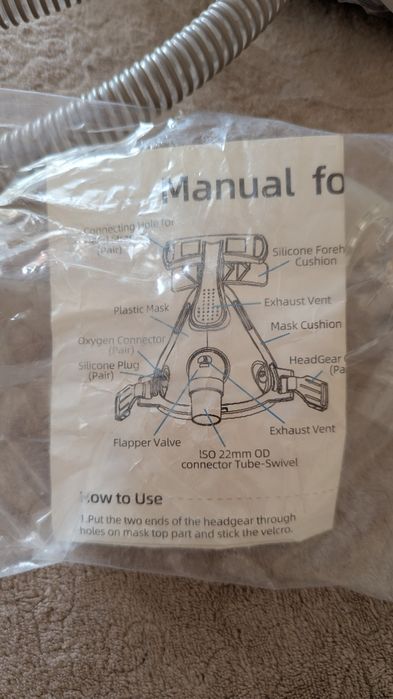 Manual fo
Connecting Hole for
(Pair)
Silicone Foreh
Cushion
Plastic Mask
Exhaust Vent
Mask Cushion
Oxygen Connector
(Pair)
HeadGear
(Pa
Silicone Plug
(Pair)
Flapper Valve
Exhaust Vent
ISO 22mm OD
connector Tube-Swivel
How to Use
1.Put the two ends of the headgear through
holes on mask top part and stick the velcro.